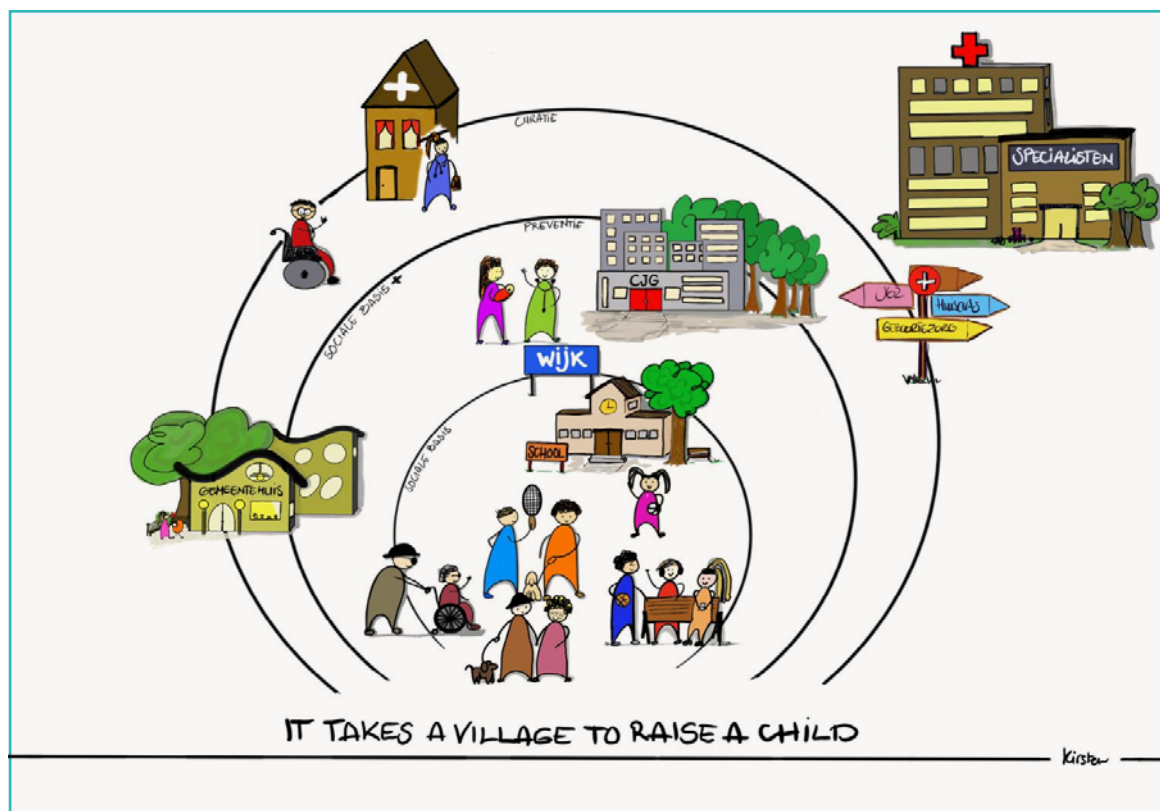 CURATIE
SPECIALISTEN
PREVENTIE
CJG
SOCIALE BASIS +
JGZ
HUISARTS
GEBOORTEZORG
WIJK
SOCIALE BASIS
SCHOOL
GEMEENTEHUIS
IT TAKES A VILLAGE TO RAISE A CHILD
Kirsten